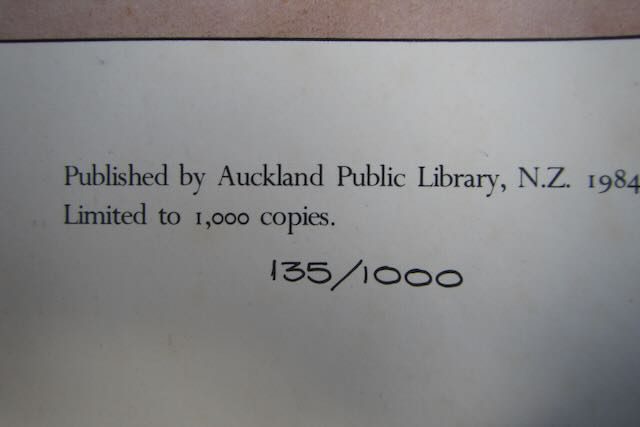 Published by Auckland Public Library, N.Z. 1984
Limited to 1,000 copies.
135/1000